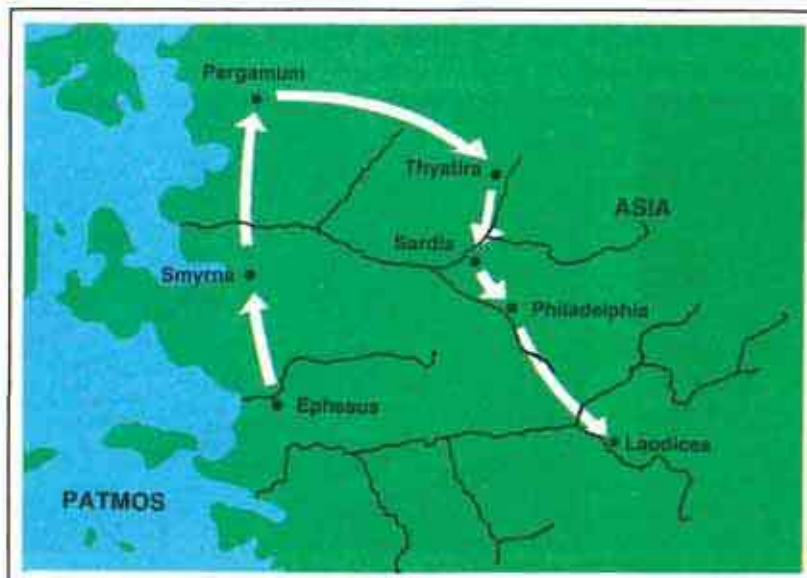 Pergamum
Thyatira
ASIA
Sardis
Smyrna
Philadelphia
Ephesus
Laodicea
PATMOS